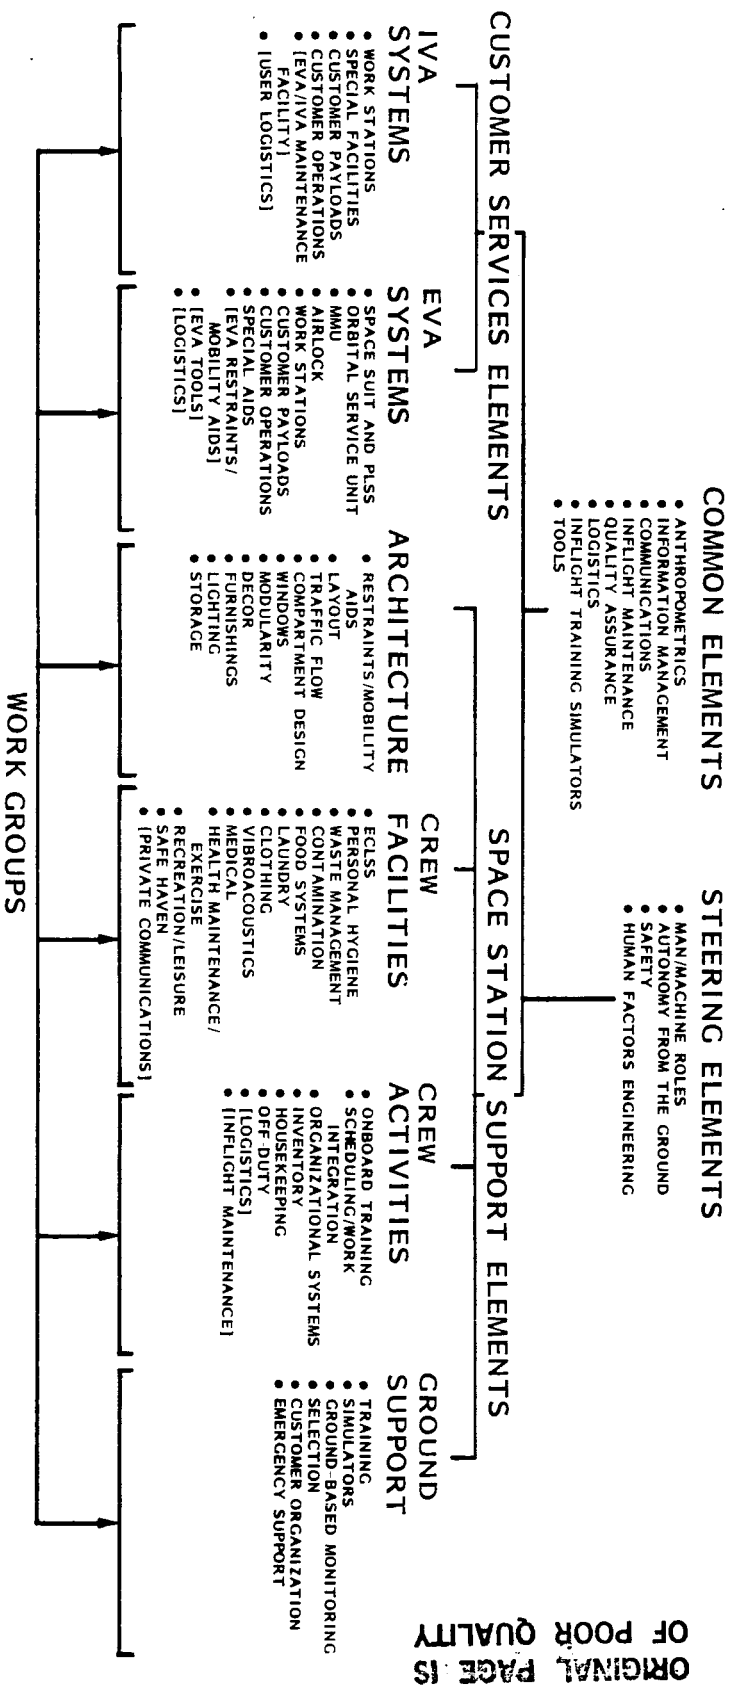 COMMON ELEMENTS
• ANTHROPOMETRICS
• INFORMATION MANAGEMENT
• COMMUNICATIONS
• INFLIGHT MAINTENANCE
• QUALITY ASSURANCE
• LOGISTICS
• INFLIGHT TRAINING SIMULATORS
• TOOLS
STEERING ELEMENTS
• MAN/MACHINE ROLES
• AUTONOMY FROM THE GROUND
• SAFETY
• HUMAN FACTORS ENGINEERING
CUSTOMER SERVICES ELEMENTS
SPACE STATION SUPPORT ELEMENTS
IVA
SYSTEMS
• WORK STATIONS
• SPECIAL FACILITIES
• CUSTOMER PAYLOADS
• CUSTOMER OPERATIONS
• [EVA/IVA MAINTENANCE
FACILITY]
• [USER LOGISTICS]
EVA
SYSTEMS
• SPACE SUIT AND PLSS
• ORBITAL SERVICE UNIT
• MMU
• AIRLOCK
• WORK STATIONS
• CUSTOMER PAYLOADS
• CUSTOMER OPERATIONS
• SPECIAL AIDS
• [EVA RESTRAINTS/
MOBILITY AIDS]
• [EVA TOOLS]
• [LOGISTICS]
ARCHITECTURE
• RESTRAINTS/MOBILITY
AIDS
• LAYOUT
• TRAFFIC FLOW
• COMPARTMENT DESIGN
• WINDOWS
• MODULARITY
• DECOR
• FURNISHINGS
• LIGHTING
• STORAGE
CREW
FACILITIES
• ECLSS
• PERSONAL HYGIENE
• WASTE MANAGEMENT
• CONTAMINATION
• FOOD SYSTEMS
• LAUNDRY
• CLOTHING
• VIBROACOUSTICS
• MEDICAL
• HEALTH MAINTENANCE/
EXERCISE
• RECREATION/LEISURE
• SAFE HAVEN
• [PRIVATE COMMUNICATIONS]
CREW
ACTIVITIES
• ONBOARD TRAINING
• SCHEDULING/WORK
INTEGRATION
• ORGANIZATIONAL SYSTEMS
• INVENTORY
• HOUSEKEEPING
• OFF-DUTY
• [LOGISTICS]
• [INFLIGHT MAINTENANCE]
GROUND
SUPPORT
• TRAINING
• SIMULATORS
• GROUND-BASED MONITORING
• SELECTION
• CUSTOMER ORGANIZATION
• EMERGENCY SUPPORT
WORK GROUPS
ORIGINAL PAGE IS
OF POOR QUALITY